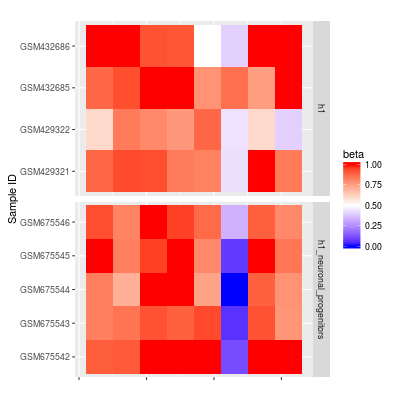 GSM432686
GSM432685
GSM429322
GSM429321
h1
GSM675546
GSM675545
GSM675544
GSM675543
GSM675542
h1_neuronal_progenitors
Sample ID
beta
1.00
0.75
0.50
0.25
0.00